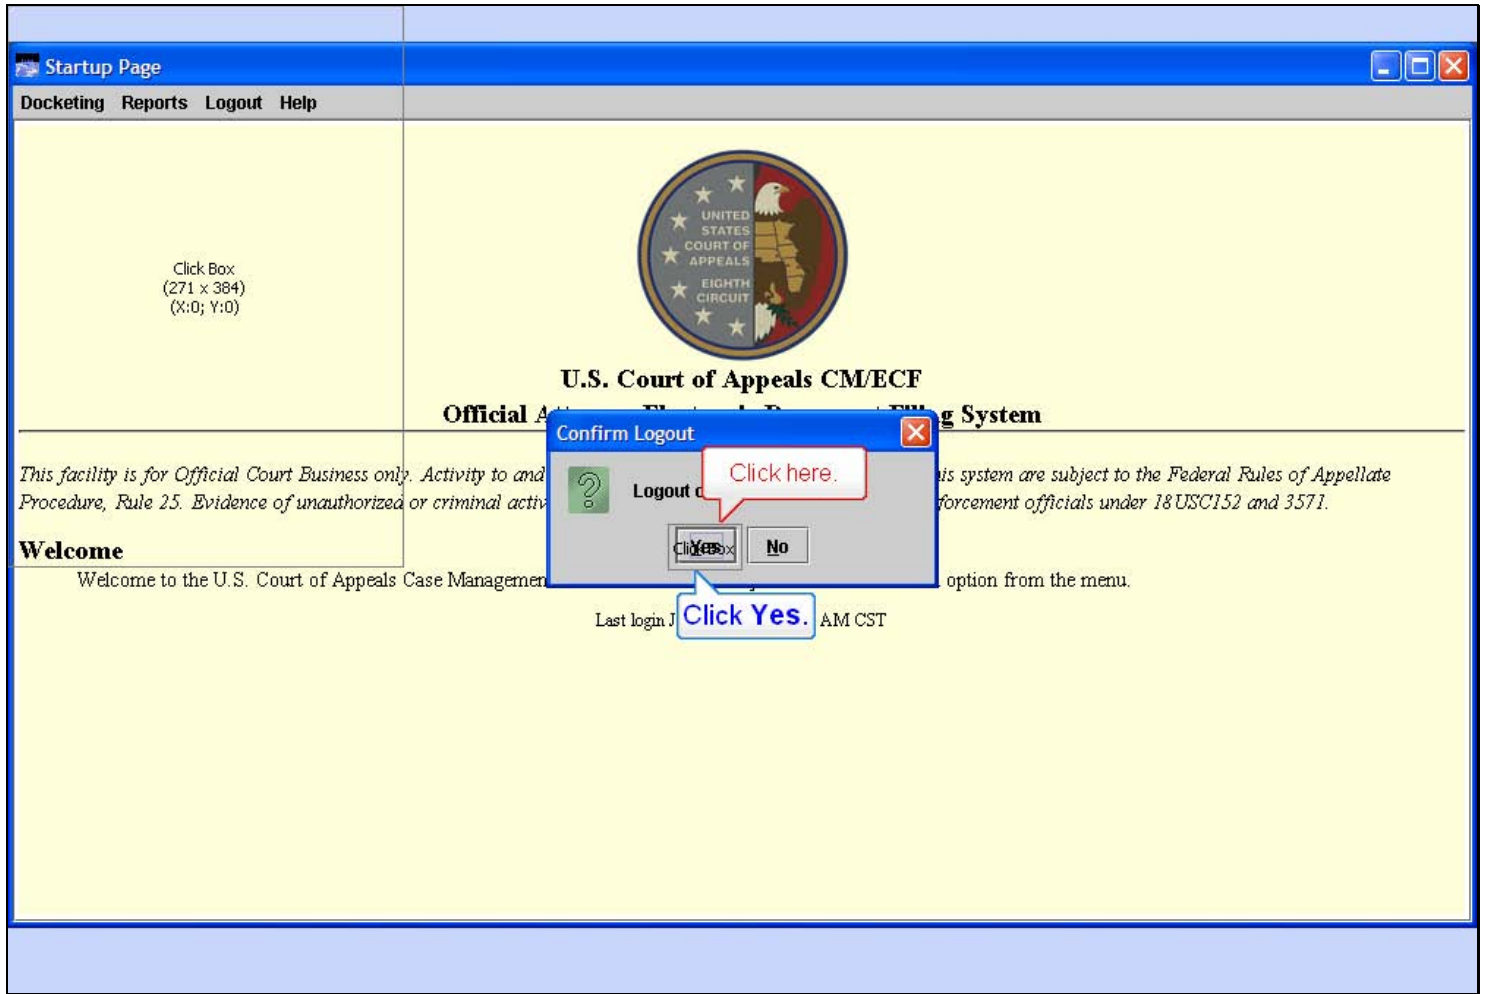 Startup Page
Docketing Reports Logout Help
UNITED
STATES
COURT OF
APPEALS
EIGHTH
CIRCUIT
Click Box
(271 x 384)
(X:0; Y:0)
U.S. Court of Appeals CM/ECF
Official A g System
Confirm Logout
This facility is for Official Court Business only. Activity to and is system are subject to the Federal Rules of Appellate
Click here.
Logout
Procedure, Rule 25. Evidence of unauthorized or criminal activ forcement officials under 18 USC152 and 3571.
Yes No
Welcome
Welcome to the U.S. Court of Appeals Case Managemen option from the menu.
Click Yes.
Last login J AM CST